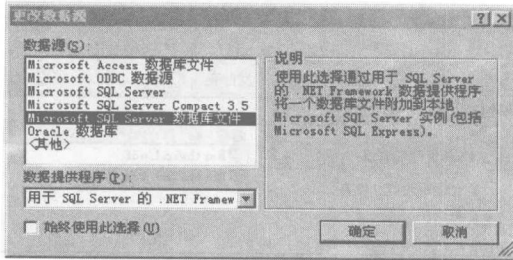 更改数据源
数据源(S):
Microsoft Access 数据库文件
Microsoft ODBC 数据源
Microsoft SQL Server
Microsoft SQL Server Compact 3.5
Microsoft SQL Server 数据库文件
Oracle 数据库
<其他>
数据提供程序(P):
用于 SQL Server 的 .NET Framew
始终使用此选择(U)
说明
使用此选择通过用于 SQL Server
的 .NET Framework 数据提供程序
将一个数据库文件附加到本地
Microsoft SQL Server 实例(包括
Microsoft SQL Express)。
确定
取消